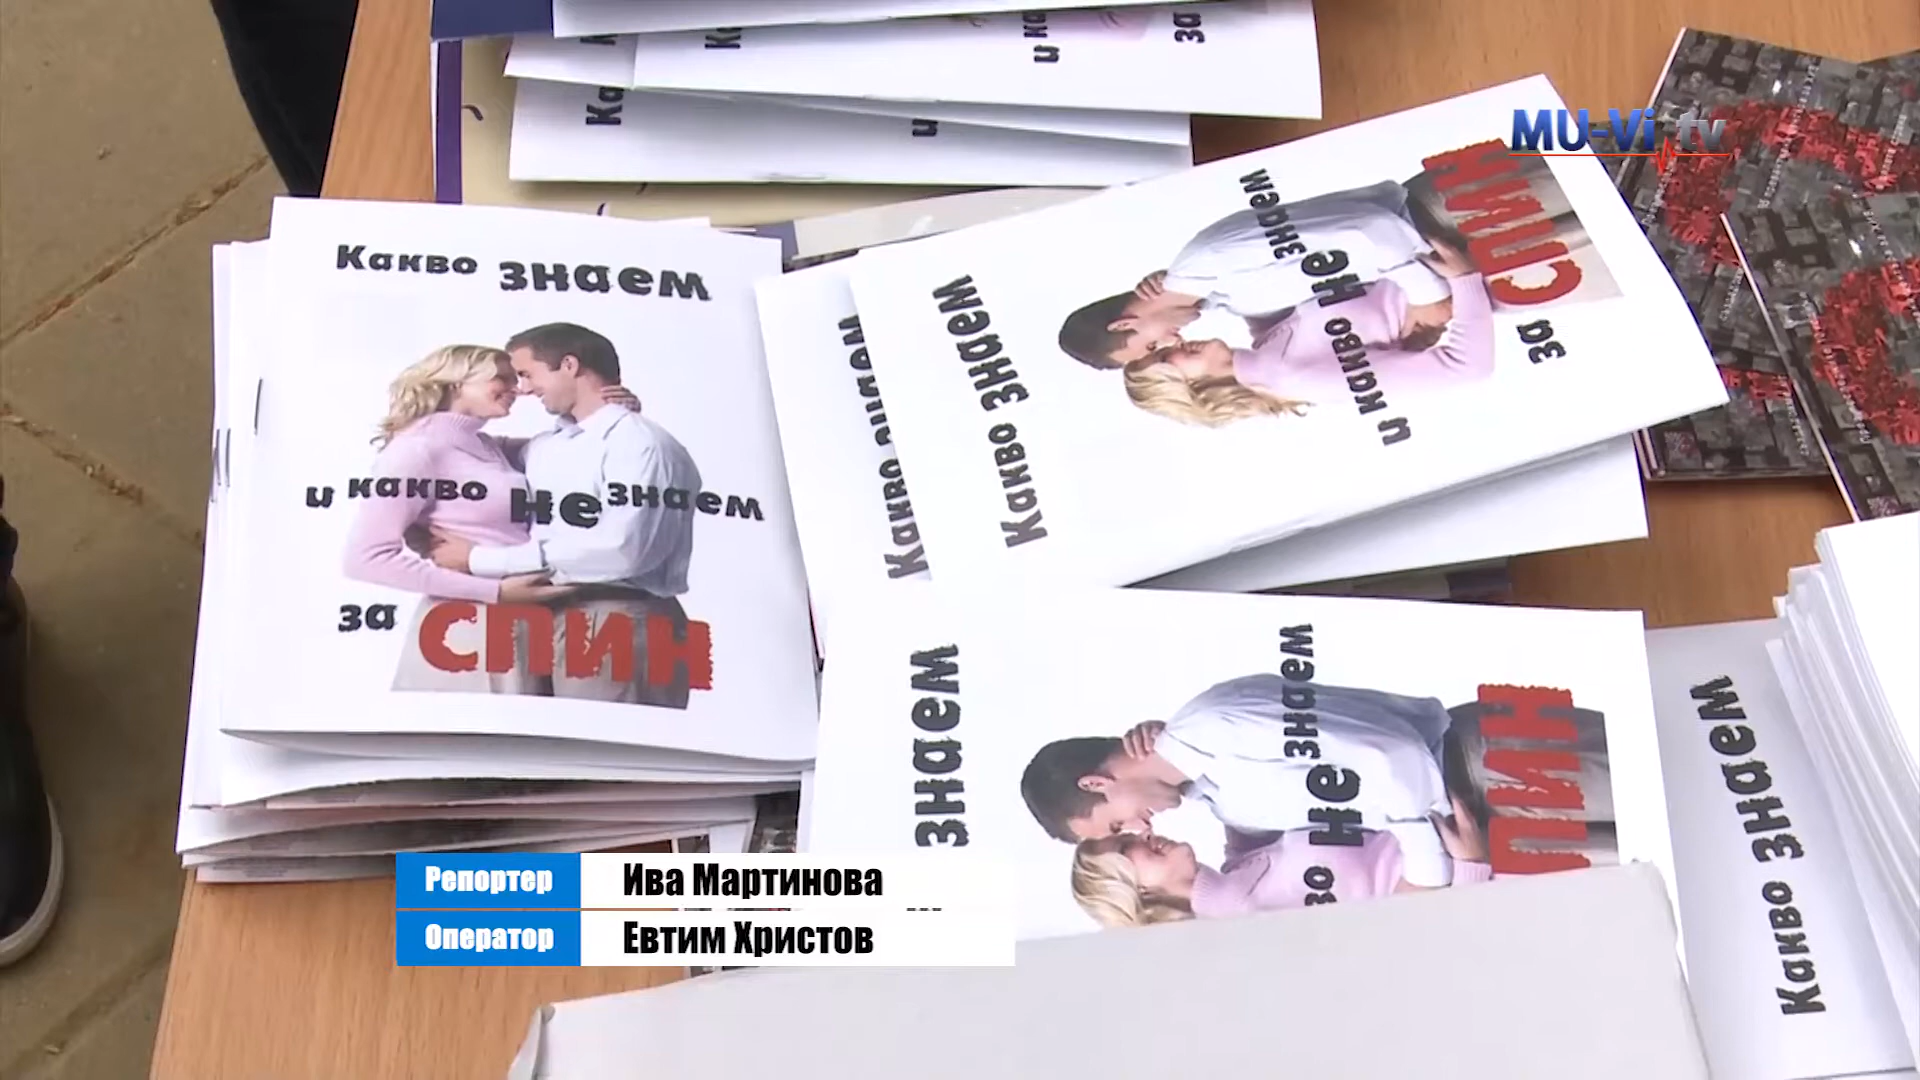 MU-Vi.tv
Какво знаем
и какво не знаем
за СПИН
Какво знаем
Какво знаем
и какво не знаем
за СПИН
знаем
не знаем
Какво знаем
Репортер Ива Мартинова
Оператор Евтим Христов